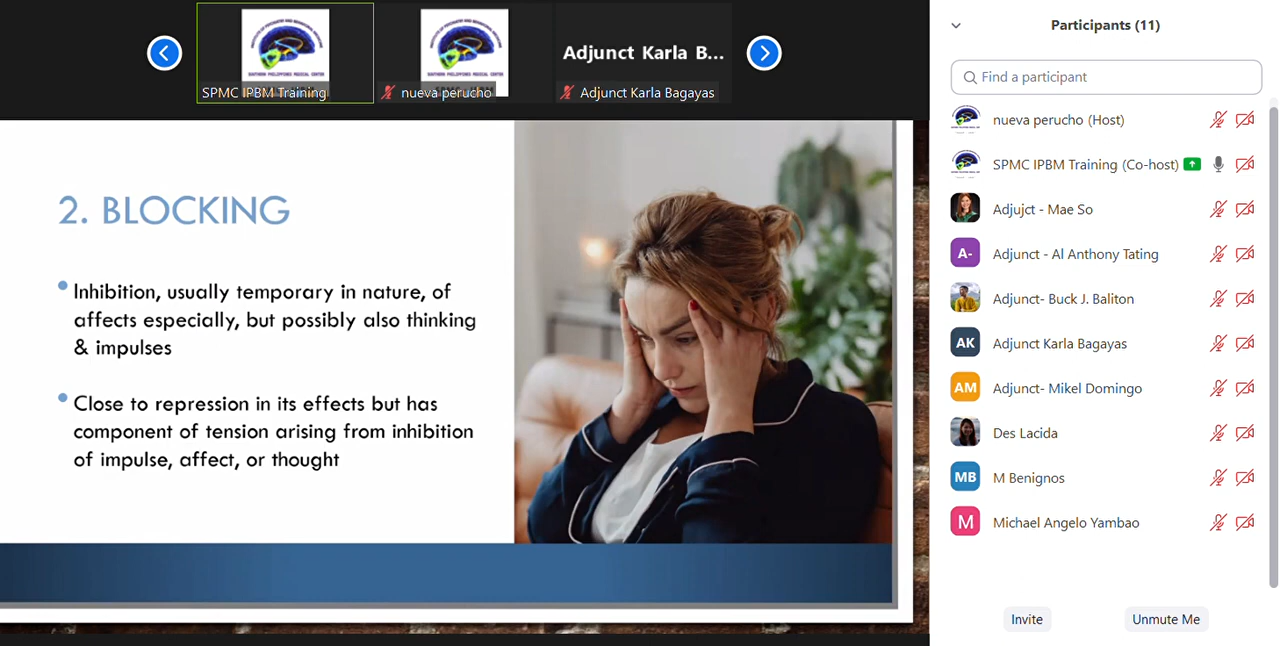 SPMC IPBM Training
nueva perucho
Adjunct Karla B...
Adjunct Karla Bagayas
2. BLOCKING
Inhibition, usually temporary in nature, of
affects especially, but possibly also thinking
& impulses
Close to repression in its effects but has
component of tension arising from inhibition
of impulse, affect, or thought
Participants (11)
Find a participant
nueva perucho (Host)
SPMC IPBM Training (Co-host)
Adjujct - Mae So
A-
Adjunct - Al Anthony Tating
Adjunct- Buck J. Baliton
AK
Adjunct Karla Bagayas
AM
Adjunct- Mikel Domingo
Des Lacida
MB
M Benignos
M
Michael Angelo Yambao
Invite
Unmute Me